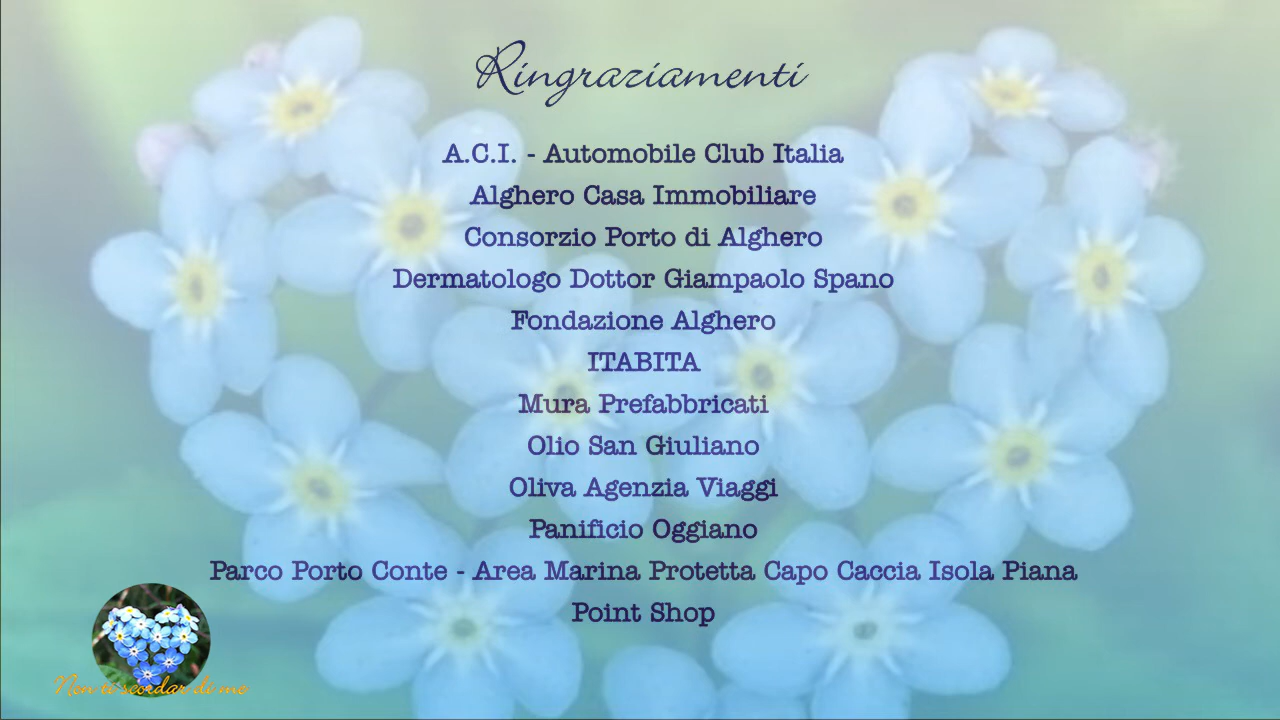 Ringraziamenti
A.C.I. - Automobile Club Italia
Alghero Casa Immobiliare
Consorzio Porto di Alghero
Dermatologo Dottor Giampaolo Spano
Fondazione Alghero
ITABITA
Mura Prefabbricati
Olio San Giuliano
Oliva Agenzia Viaggi
Panificio Oggiano
Parco Porto Conte - Area Marina Protetta Capo Caccia Isola Piana
Point Shop
Non ti scordar di me